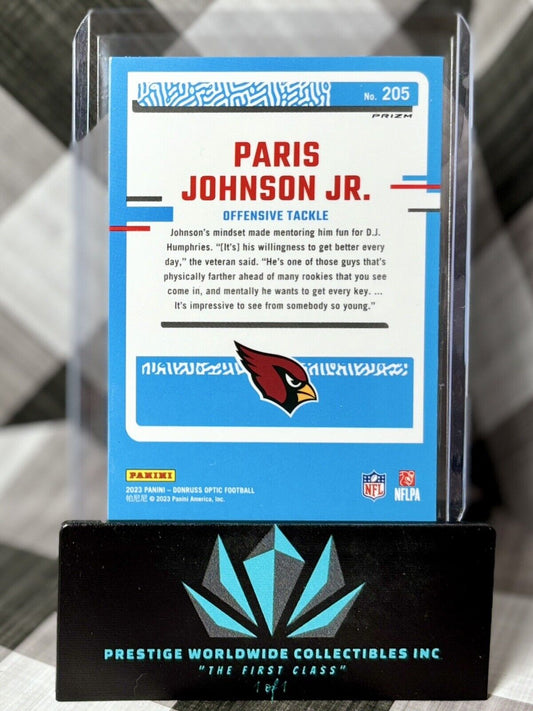 No. 205
PRIZM
PARIS
JOHNSON JR.
OFFENSIVE TACKLE
Johnson's mindset made mentoring him fun for D.J.
Humphries. "[It's] his willingness to get better every
day," the veteran said. "He's one of those guys that's
physically farther ahead of many rookies that you see
come in, and mentally he wants to get every key. ...
It's impressive to see from somebody so young."
PANINI
2023 PANINI – DONRUSS OPTIC FOOTBALL
帕尼尼 © 2023 Panini America, Inc.
NFL
NFLPA
PRESTIGE WORLDWIDE COLLECTIBLES INC
"THE FIRST CLASS"
1 of 1